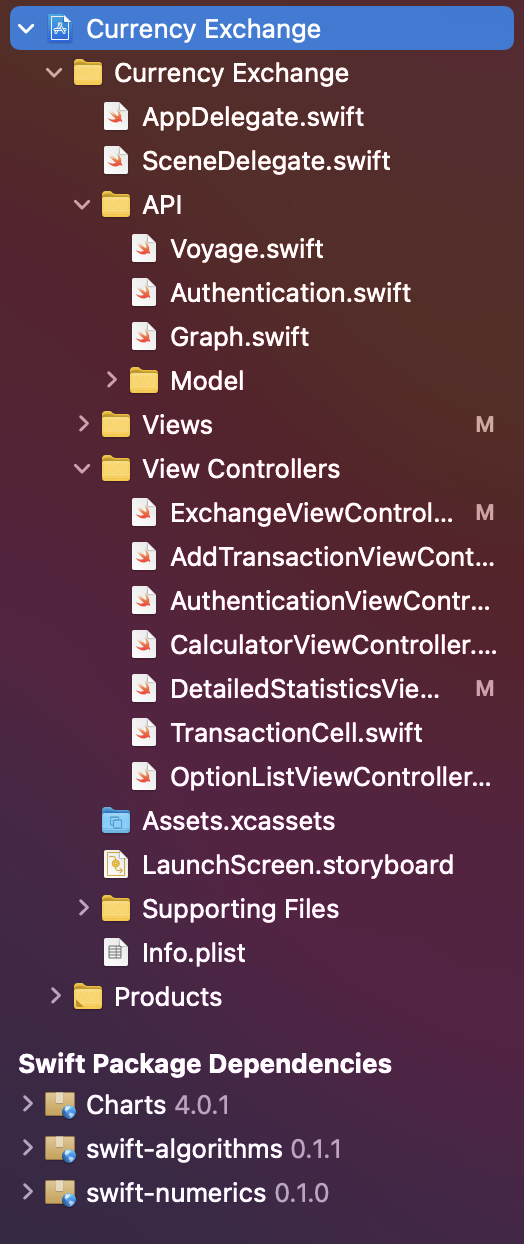 Currency Exchange
Currency Exchange
AppDelegate.swift
SceneDelegate.swift
API
Voyage.swift
Authentication.swift
Graph.swift
Model
Views M
View Controllers
ExchangeViewControl... M
AddTransactionViewCont...
AuthenticationViewContr...
CalculatorViewController....
DetailedStatisticsVie... M
TransactionCell.swift
OptionListViewController...
Assets.xcassets
LaunchScreen.storyboard
Supporting Files
Info.plist
Products
Swift Package Dependencies
Charts 4.0.1
swift-algorithms 0.1.1
swift-numerics 0.1.0